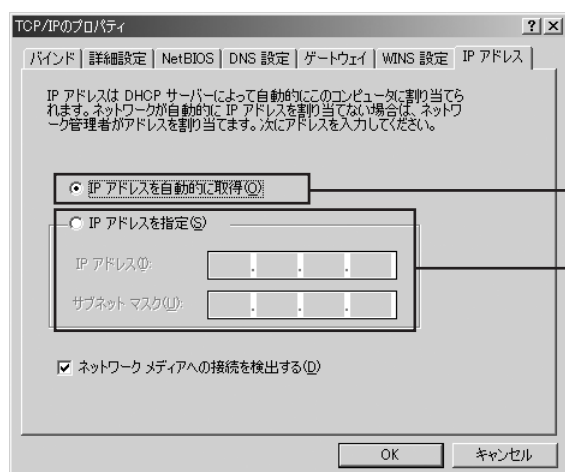 TCP/IPのプロパティ
? ×
バインド 詳細設定 NetBIOS DNS 設定 ゲートウェイ WINS 設定 IP アドレス
IP アドレスは DHCP サーバーによって自動的にこのコンピュータに割り当てら
れます。ネットワークが自動的に IP アドレスを割り当てない場合は、ネットワ
ーク管理者がアドレスを割り当てます。次にアドレスを入力してください。
IP アドレスを自動的に取得(O)
IP アドレスを指定(S)
IP アドレス(I):
. . .
サブネット マスク(U):
. . .
ネットワーク メディアへの接続を検出する(D)
OK キャンセル